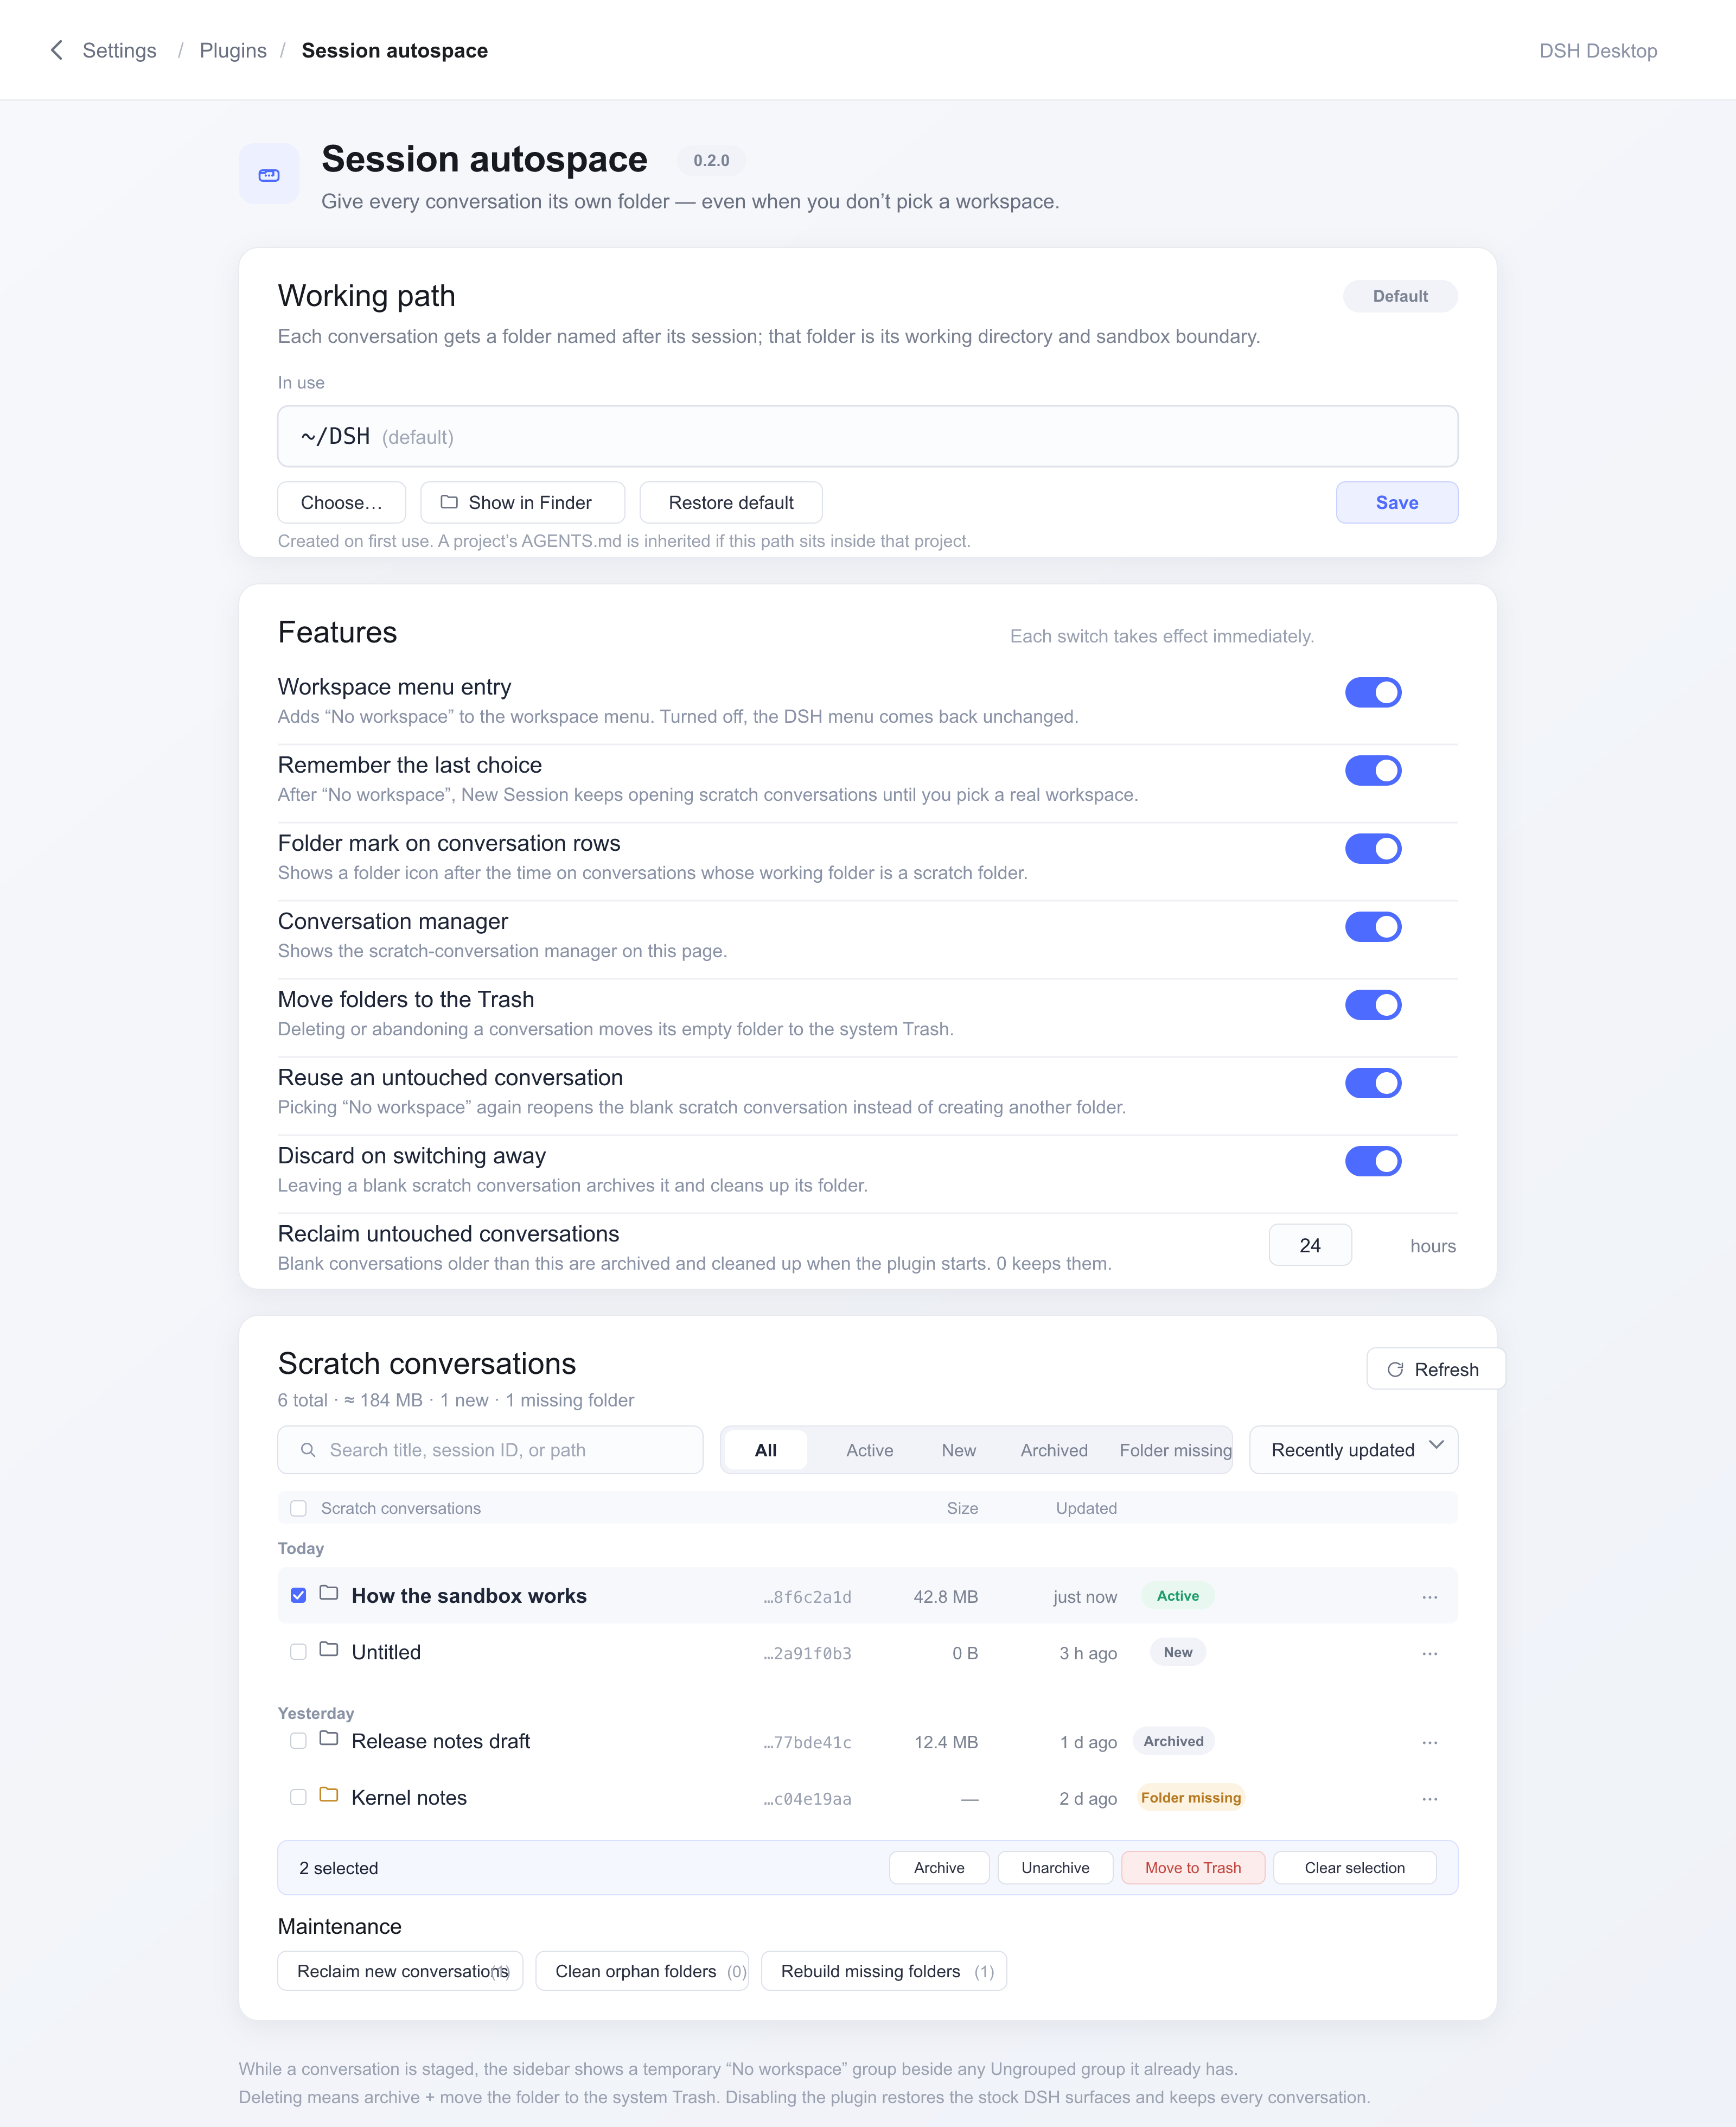 Settings / Plugins / Session autospace
DSH Desktop
Session autospace 0.2.0
Give every conversation its own folder — even when you don’t pick a workspace.
Working path
Default
Each conversation gets a folder named after its session; that folder is its working directory and sandbox boundary.
In use
~/DSH (default)
Choose… Show in Finder Restore default Save
Created on first use. A project’s AGENTS.md is inherited if this path sits inside that project.
Features
Each switch takes effect immediately.
Workspace menu entry
Adds “No workspace” to the workspace menu. Turned off, the DSH menu comes back unchanged.
Remember the last choice
After “No workspace”, New Session keeps opening scratch conversations until you pick a real workspace.
Folder mark on conversation rows
Shows a folder icon after the time on conversations whose working folder is a scratch folder.
Conversation manager
Shows the scratch-conversation manager on this page.
Move folders to the Trash
Deleting or abandoning a conversation moves its empty folder to the system Trash.
Reuse an untouched conversation
Picking “No workspace” again reopens the blank scratch conversation instead of creating another folder.
Discard on switching away
Leaving a blank scratch conversation archives it and cleans up its folder.
Reclaim untouched conversations
24 hours
Blank conversations older than this are archived and cleaned up when the plugin starts. 0 keeps them.
Scratch conversations
Refresh
6 total · ≈ 184 MB · 1 new · 1 missing folder
Search title, session ID, or path All Active New Archived Folder missing Recently updated
Scratch conversations Size Updated
Today
How the sandbox works …8f6c2a1d 42.8 MB just now Active ···
Untitled …2a91f0b3 0 B 3 h ago New ···
Yesterday
Release notes draft …77bde41c 12.4 MB 1 d ago Archived ···
Kernel notes …c04e19aa — 2 d ago Folder missing ···
2 selected Archive Unarchive Move to Trash Clear selection
Maintenance
Reclaim new conversations (1) Clean orphan folders (0) Rebuild missing folders (1)
While a conversation is staged, the sidebar shows a temporary “No workspace” group beside any Ungrouped group it already has.
Deleting means archive + move the folder to the system Trash. Disabling the plugin restores the stock DSH surfaces and keeps every conversation.